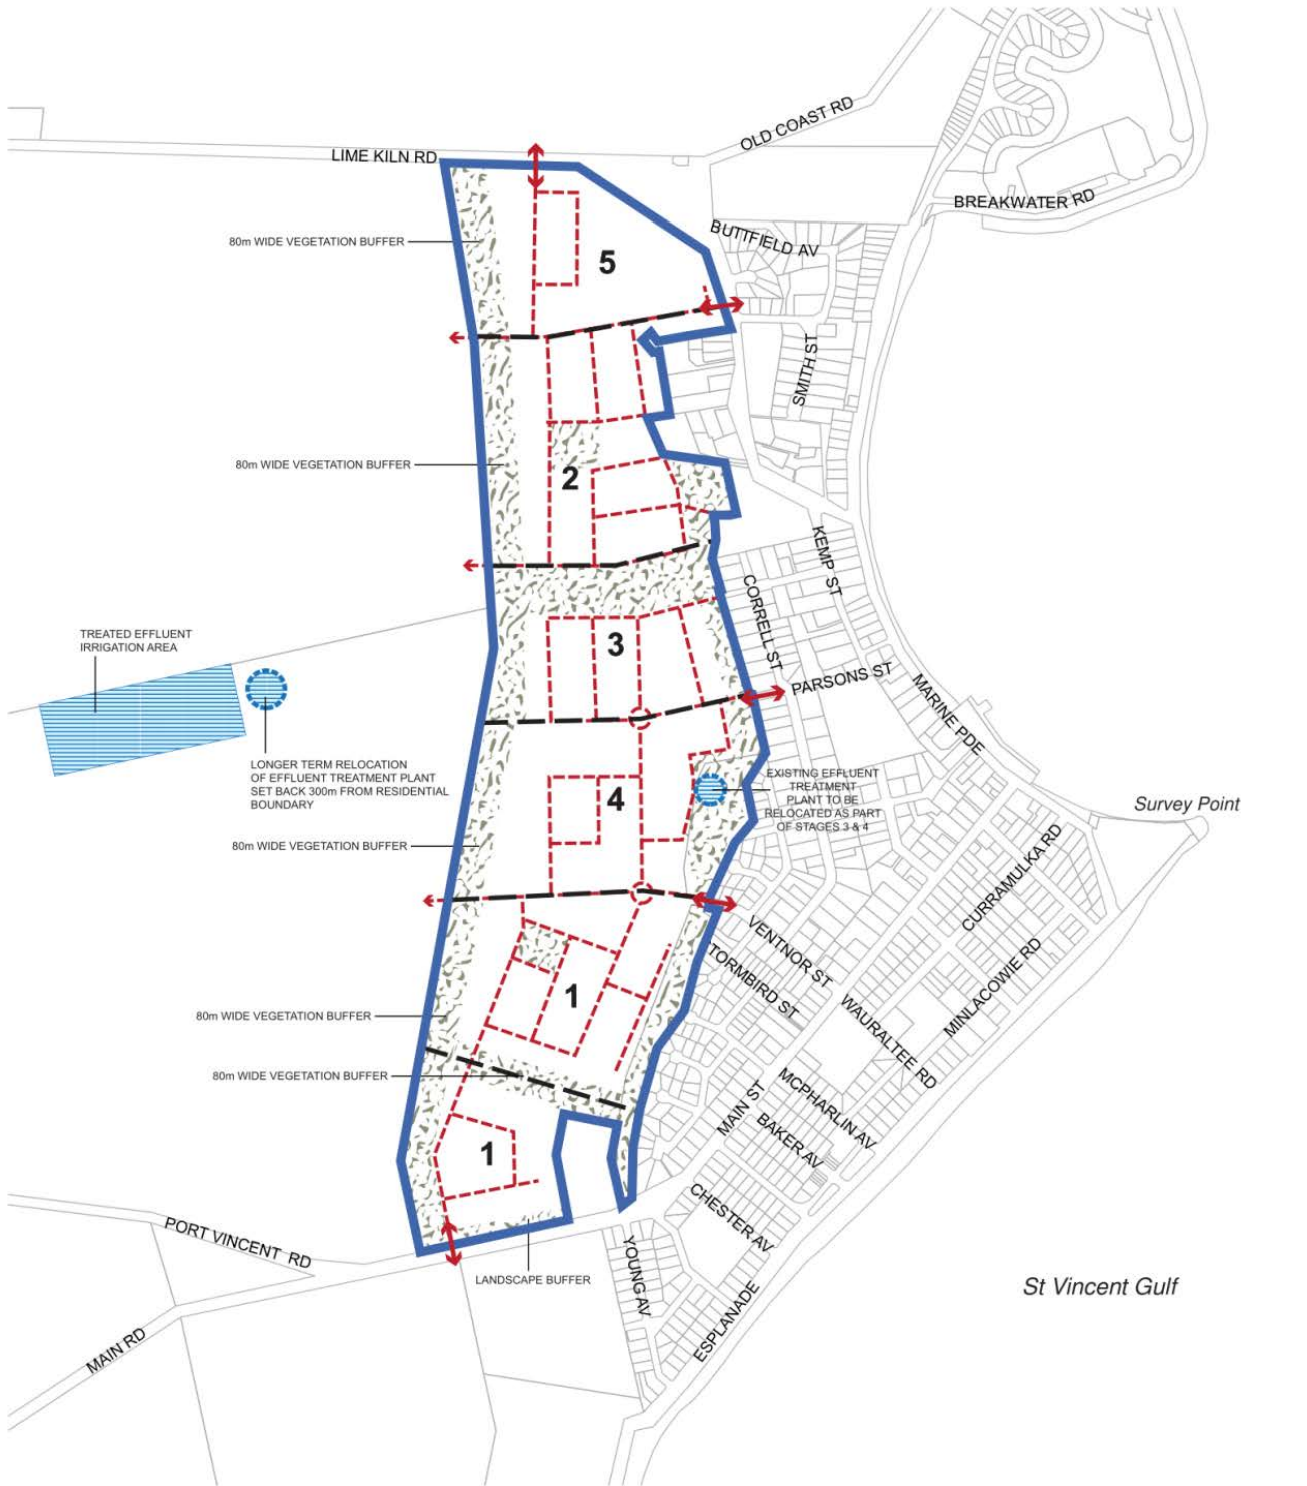 OLD COAST RD
LIME KILN RD
BREAKWATER RD
BUTTFIELD AV
80m WIDE VEGETATION BUFFER
5
SMITH ST
80m WIDE VEGETATION BUFFER
2
KEMP ST
CORRELL ST
TREATED EFFLUENT
IRRIGATION AREA
3
PARSONS ST
MARINE PDE
LONGER TERM RELOCATION
OF EFFLUENT TREATMENT PLANT
SET BACK 300m FROM RESIDENTIAL
BOUNDARY
EXISTING EFFLUENT
TREATMENT
PLANT TO BE
RELOCATED AS PART
OF STAGES 3 & 4
4
Survey Point
80m WIDE VEGETATION BUFFER
CURRAMULKA RD
VENTNOR ST
TORMBIRD ST
MINLACOWIE RD
1
WAURALTEE RD
80m WIDE VEGETATION BUFFER
80m WIDE VEGETATION BUFFER
MAIN ST
MCPHARLIN AV
BAKER AV
1
CHESTER AV
PORT VINCENT RD
YOUNG AV
LANDSCAPE BUFFER
St Vincent Gulf
ESPLANADE
MAIN RD